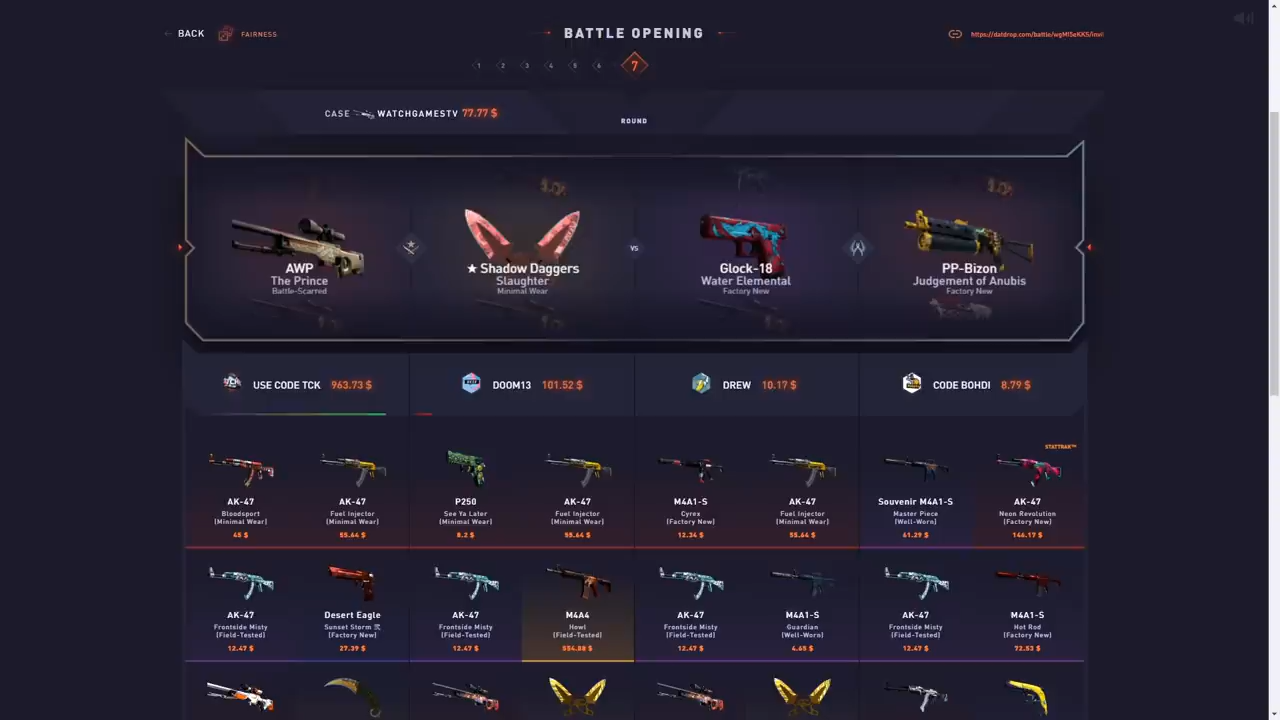 BACK
FAIRNESS
BATTLE OPENING
1 2 3 4 5 6 7
CASE WATCHGAMESTV 77.77 $
ROUND
AWP
The Prince
Battle-Scarred
★ Shadow Daggers
Slaughter
Minimal Wear
VS
Glock-18
Water Elemental
Factory New
PP-Bizon
Judgement of Anubis
Factory New
USE CODE TCK 963.73 $
DOOM13 101.52 $
DREW 10.17 $
CODE BOHDI 8.79 $
AK-47
Bloodsport
(Minimal Wear)
45 $
AK-47
Fuel Injector
(Minimal Wear)
55.64 $
P250
See Ya Later
(Minimal Wear)
8.2 $
AK-47
Fuel Injector
(Minimal Wear)
55.64 $
M4A1-S
Cyrex
(Factory New)
12.34 $
AK-47
Fuel Injector
(Minimal Wear)
55.64 $
Souvenir M4A1-S
Master Piece
(Well-Worn)
61.29 $
STATTRAK™
AK-47
Neon Revolution
(Factory New)
146.17 $
AK-47
Frontside Misty
(Field-Tested)
12.47 $
Desert Eagle
Sunset Storm 弐
(Factory New)
27.39 $
AK-47
Frontside Misty
(Field-Tested)
12.47 $
M4A4
Howl
(Field-Tested)
554.88 $
AK-47
Frontside Misty
(Field-Tested)
12.47 $
M4A1-S
Guardian
(Well-Worn)
4.65 $
AK-47
Frontside Misty
(Field-Tested)
12.47 $
M4A1-S
Hot Rod
(Factory New)
72.53 $